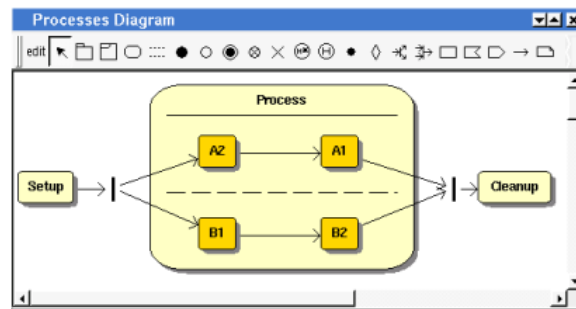 Processes Diagram
edit
Process
A2 A1
Setup Cleanup
B1 B2